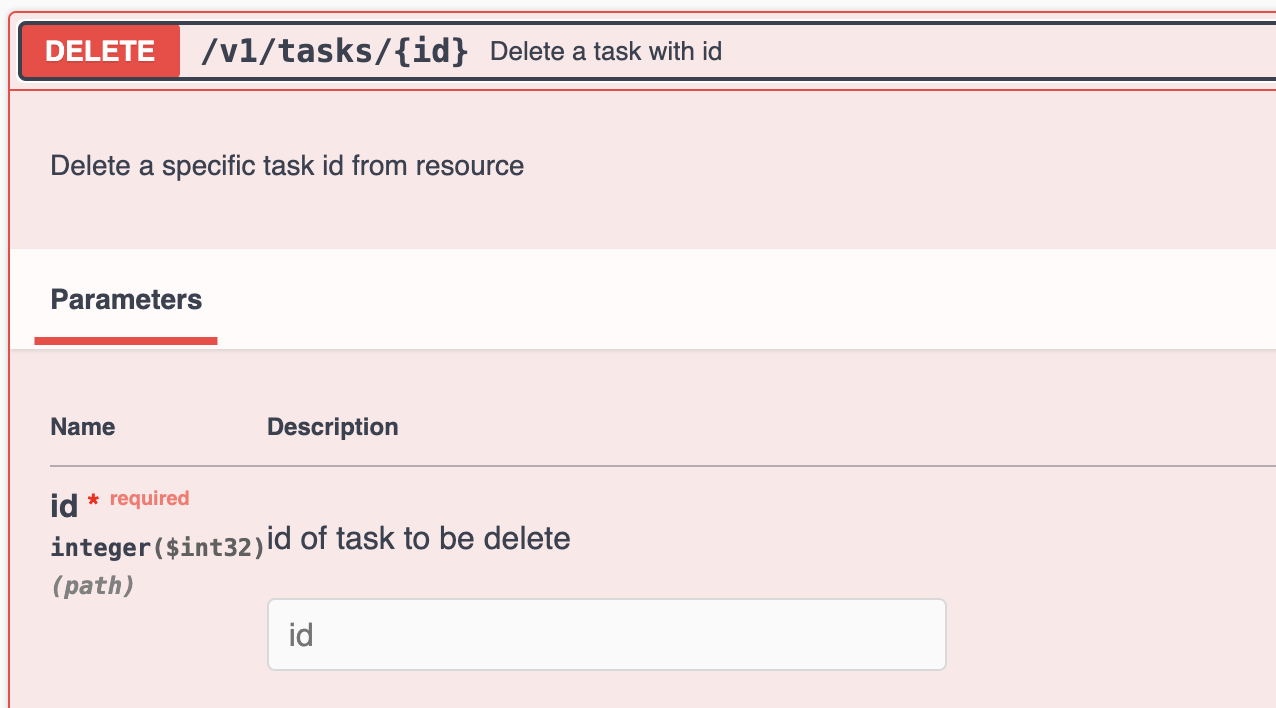 DELETE /v1/tasks/{id} Delete a task with id
Delete a specific task id from resource
Parameters
Name Description
id * required
integer($int32)
(path)
id of task to be delete
id